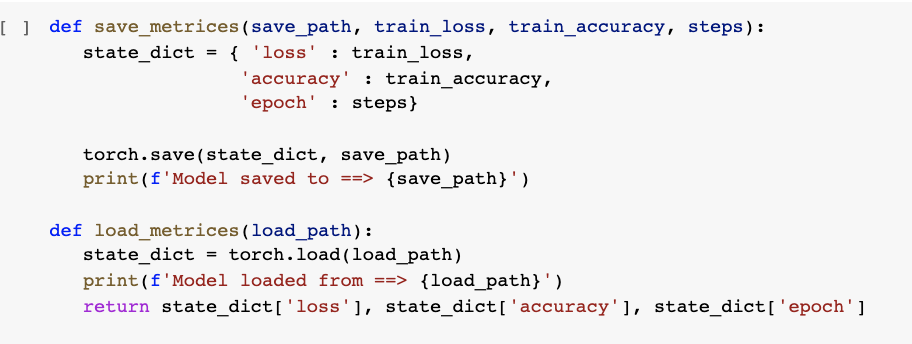 [ ] def save_metrices(save_path, train_loss, train_accuracy, steps):
state_dict = { 'loss' : train_loss,
'accuracy' : train_accuracy,
'epoch' : steps}
torch.save(state_dict, save_path)
print(f'Model saved to ==> {save_path}')
def load_metrices(load_path):
state_dict = torch.load(load_path)
print(f'Model loaded from ==> {load_path}')
return state_dict['loss'], state_dict['accuracy'], state_dict['epoch']